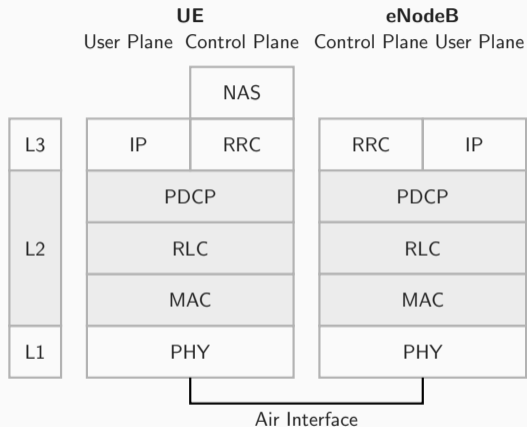 UE eNodeB
User Plane Control Plane Control Plane User Plane
NAS
L3 IP RRC RRC IP
PDCP PDCP
L2 RLC RLC
MAC MAC
L1 PHY PHY
Air Interface